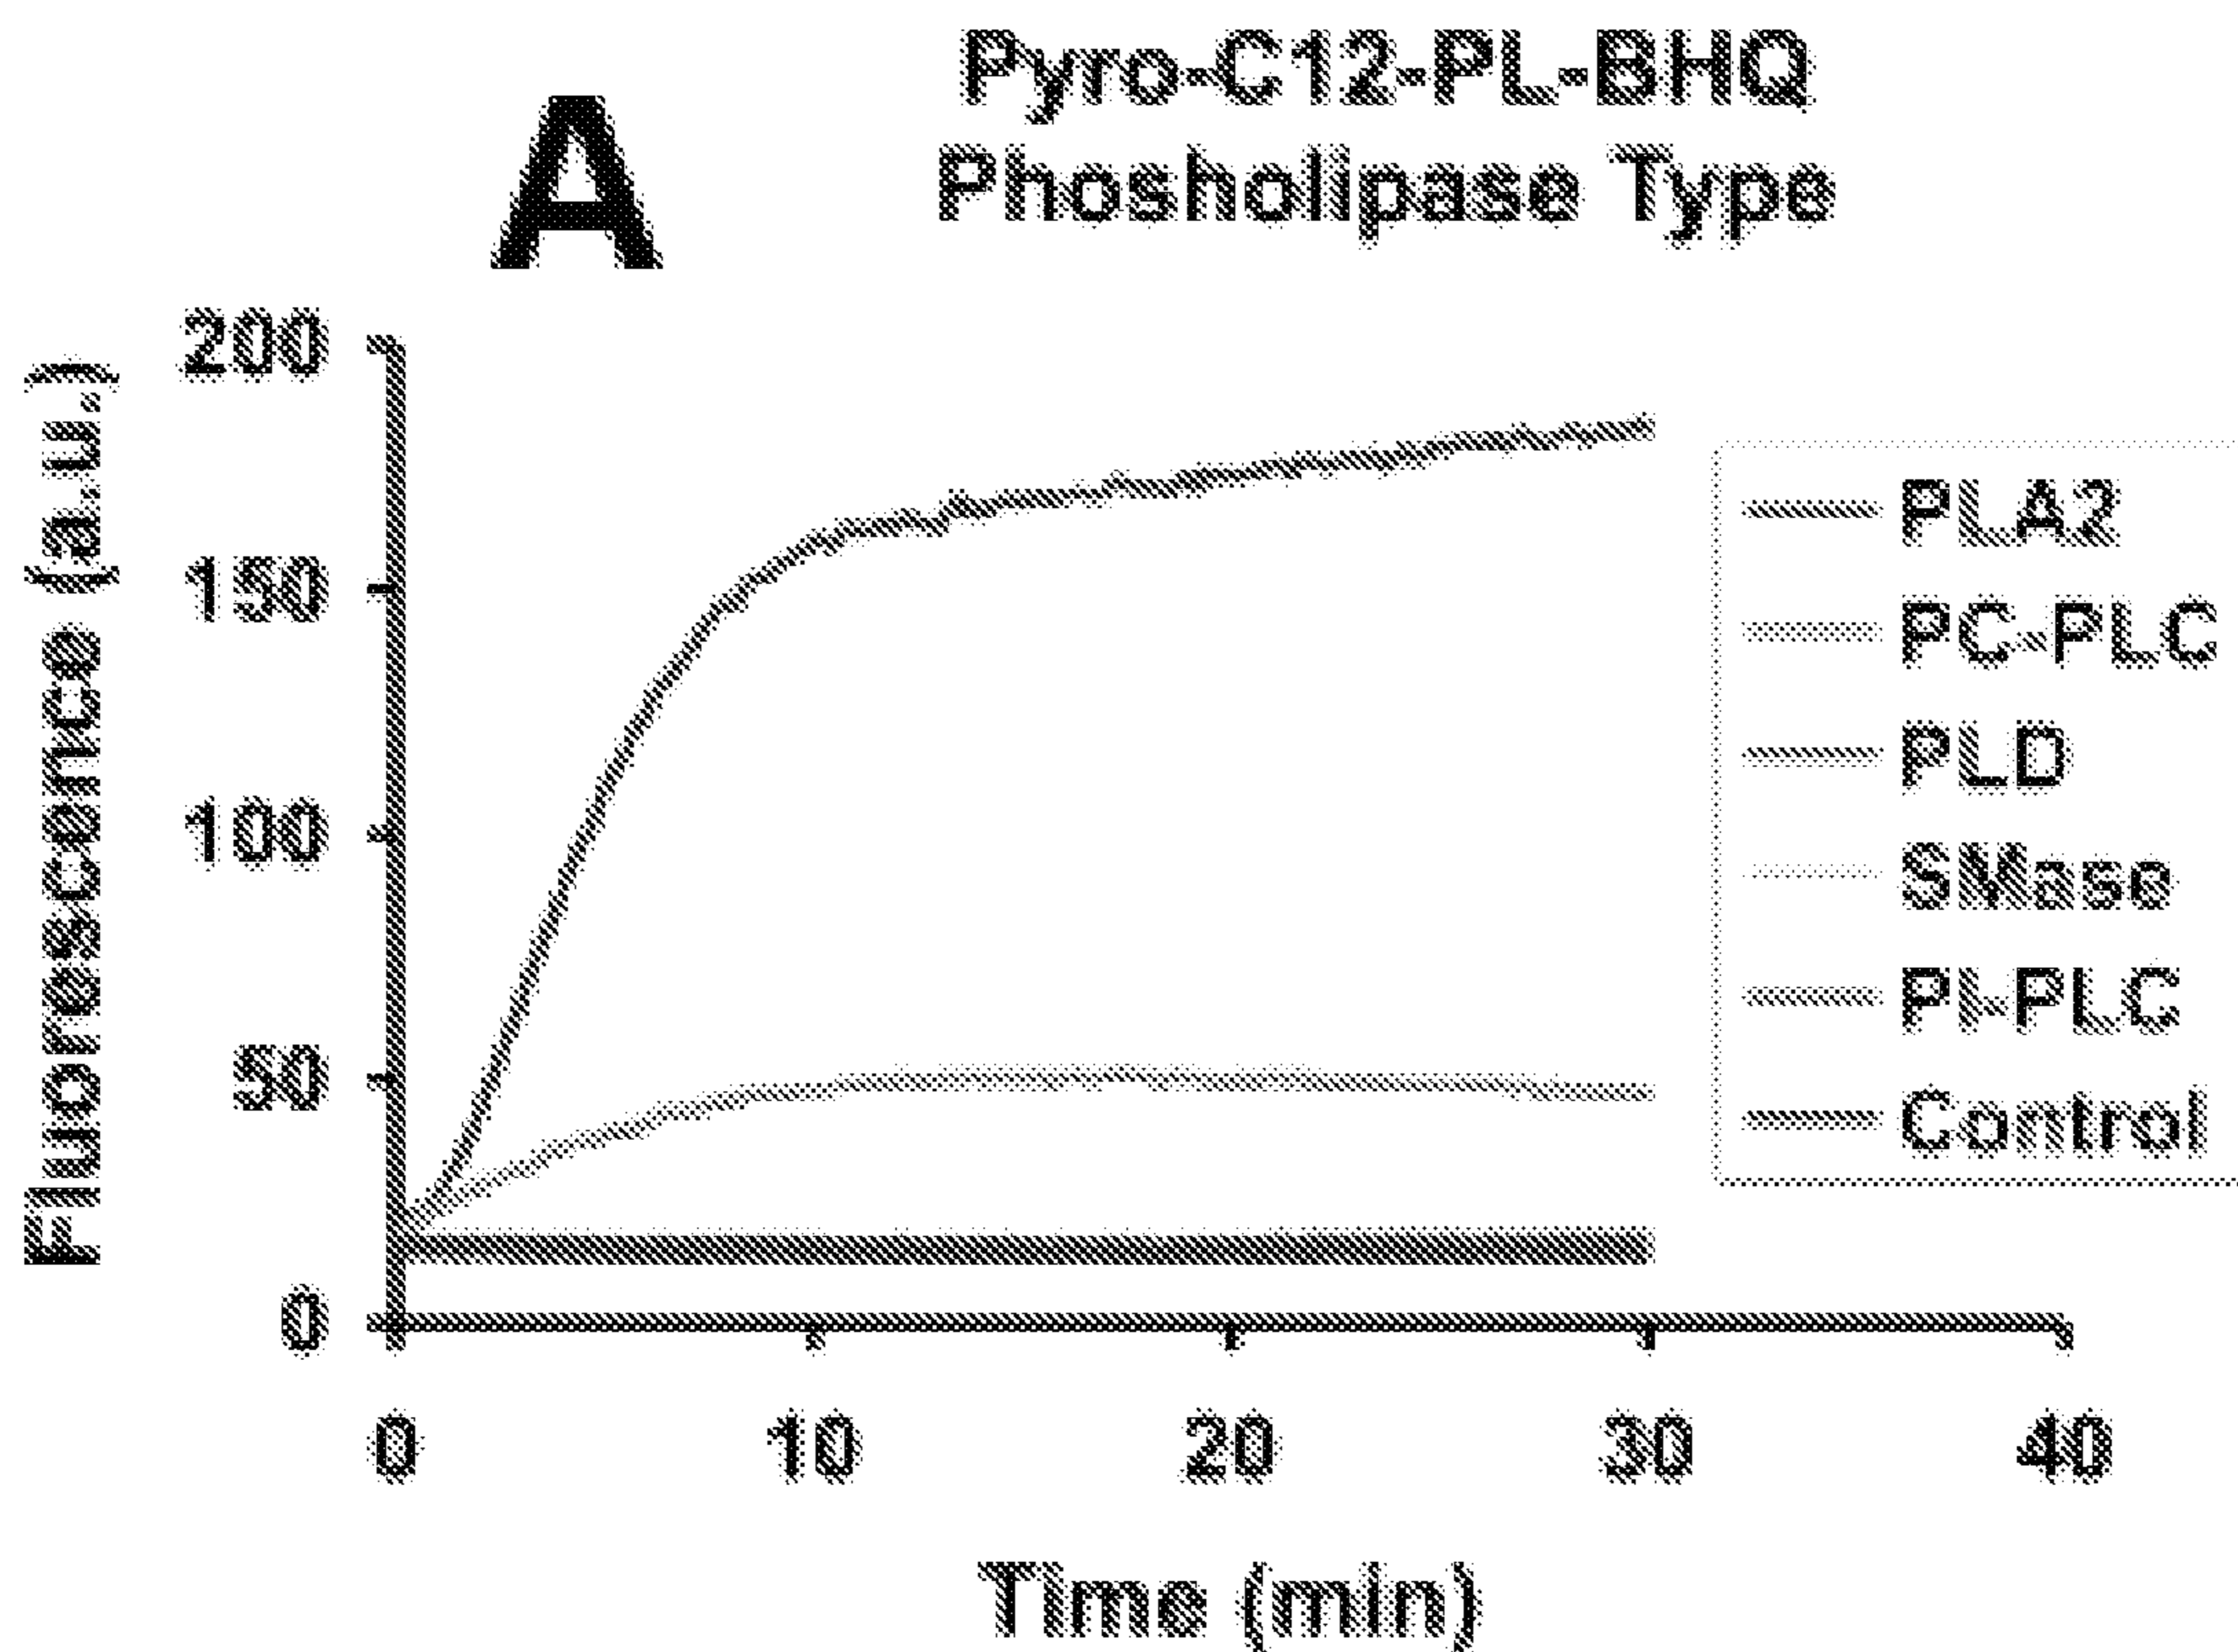 A
Pyro-C12-PL-BHQ
Phosholipase Type
Fluorescence (a.u.)
200
150
100
50
0
0 10 20 30 40
Time (min)
PLA2
PC-PLC
PLD
SMase
PI-PLC
Control